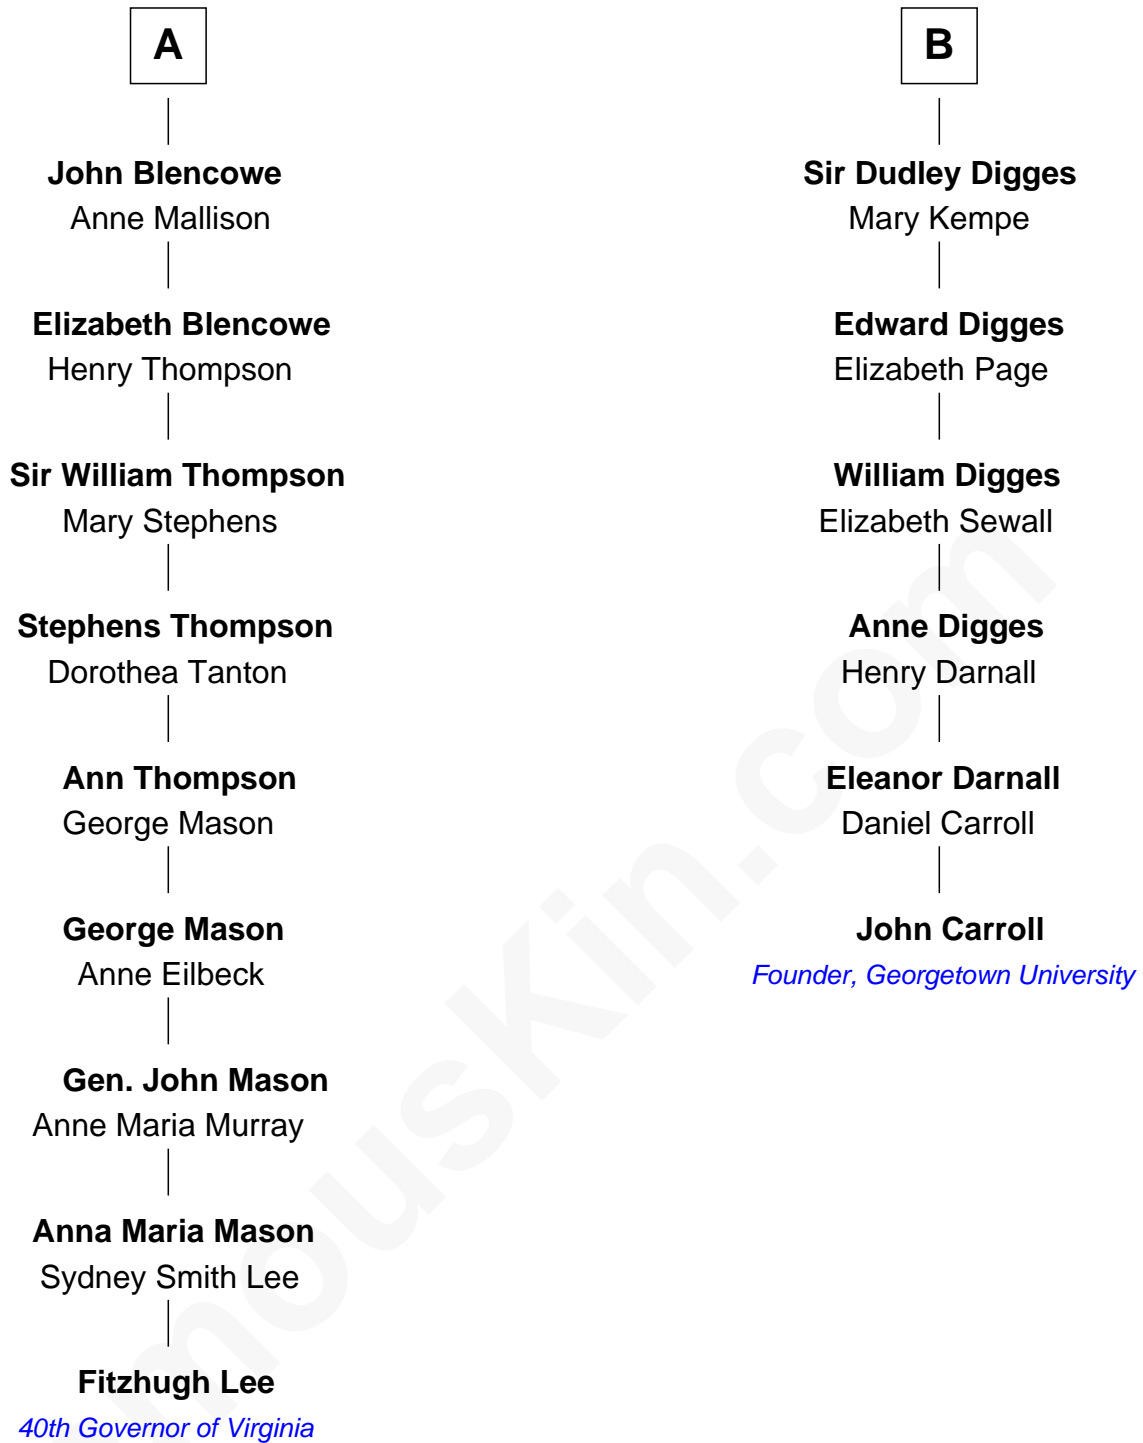 A
John Blencowe
Anne Mallison
Elizabeth Blencowe
Henry Thompson
Sir William Thompson
Mary Stephens
Stephens Thompson
Dorothea Tanton
Ann Thompson
George Mason
George Mason
Anne Eilbeck
Gen. John Mason
Anne Maria Murray
Anna Maria Mason
Sydney Smith Lee
Fitzhugh Lee
40th Governor of Virginia
B
Sir Dudley Digges
Mary Kempe
Edward Digges
Elizabeth Page
William Digges
Elizabeth Sewall
Anne Digges
Henry Darnall
Eleanor Darnall
Daniel Carroll
John Carroll
Founder, Georgetown University
mouskin.com